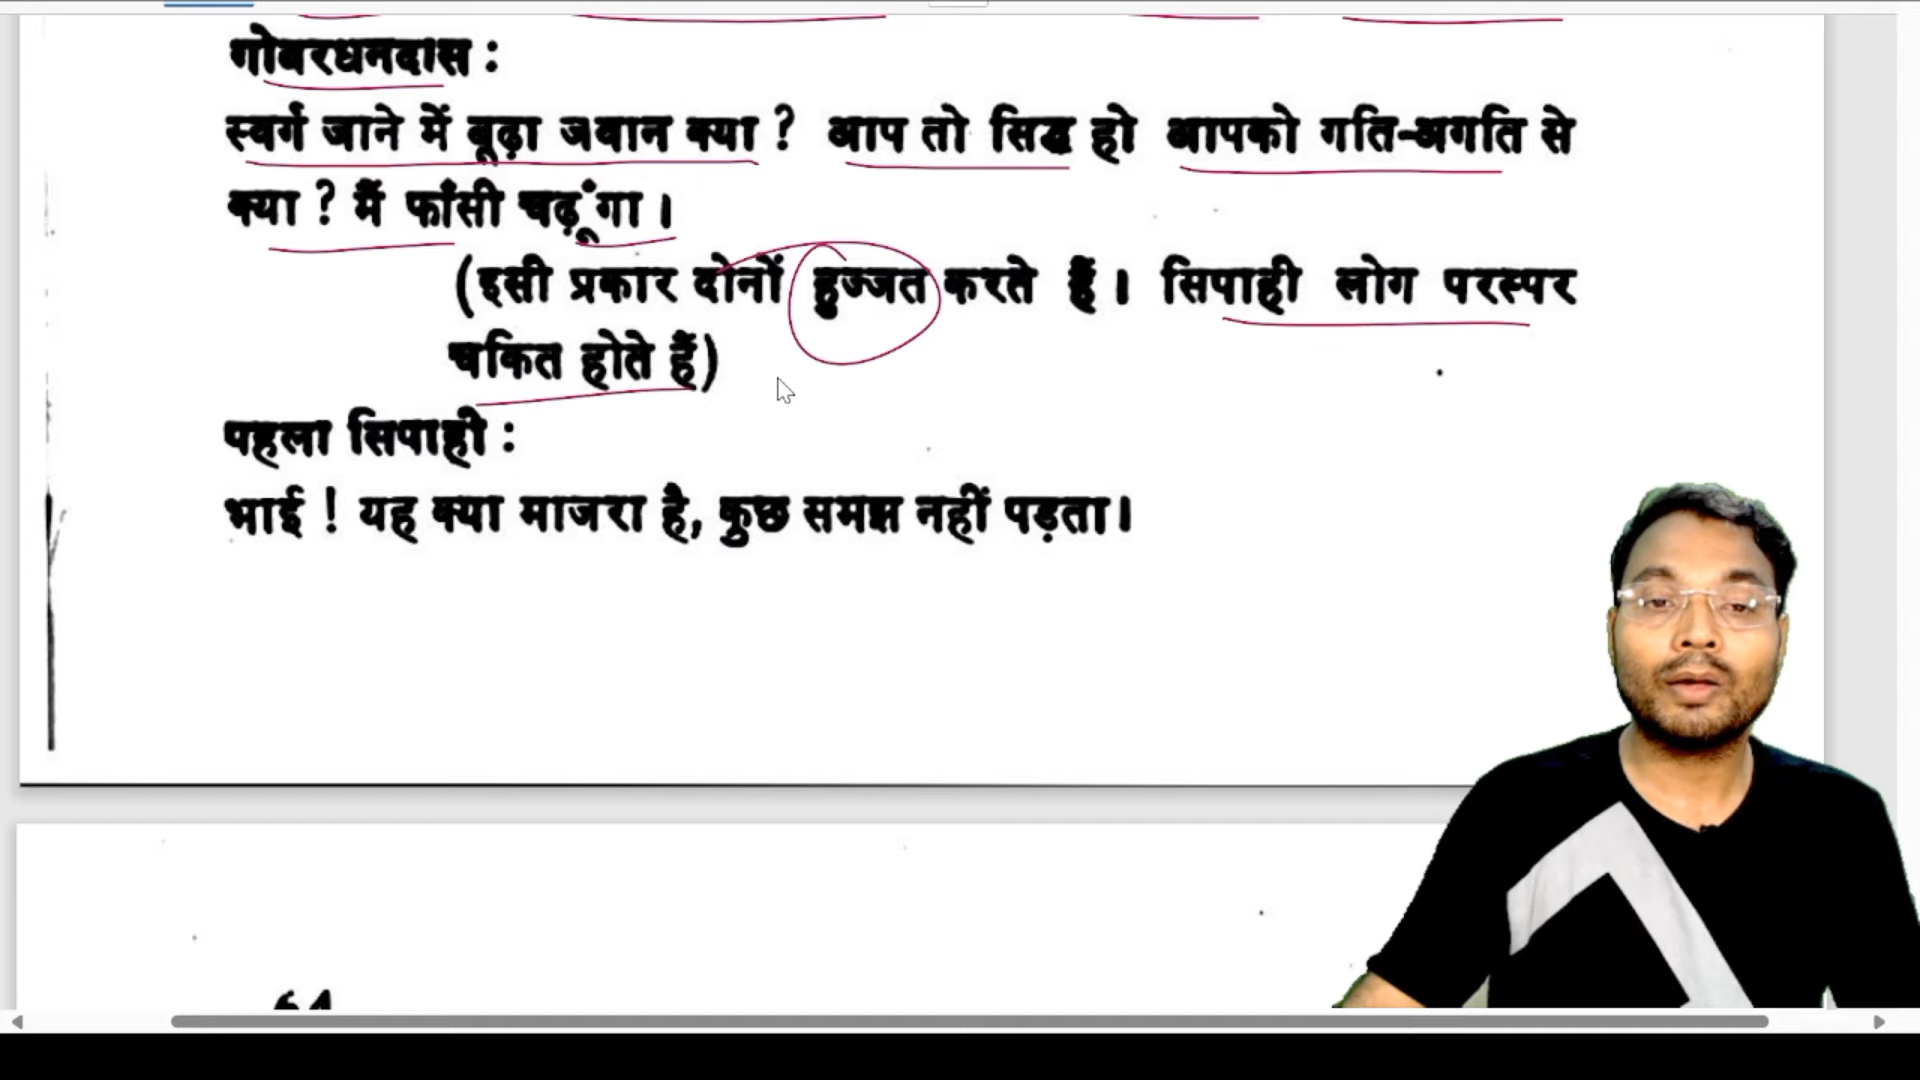 गोबरधनदास :
स्वर्ग जाने में बूढ़ा जवान क्या ? आप तो सिद्ध हो आपको गति-अगति से
क्या ? मैं फाँसी चढ़ूंगा ।
(इसी प्रकार दोनों हुज्जत करते हैं । सिपाही लोग परस्पर
चकित होते हैं)
पहला सिपाही :
भाई ! यह क्या माजरा है, कुछ समझ नहीं पड़ता ।